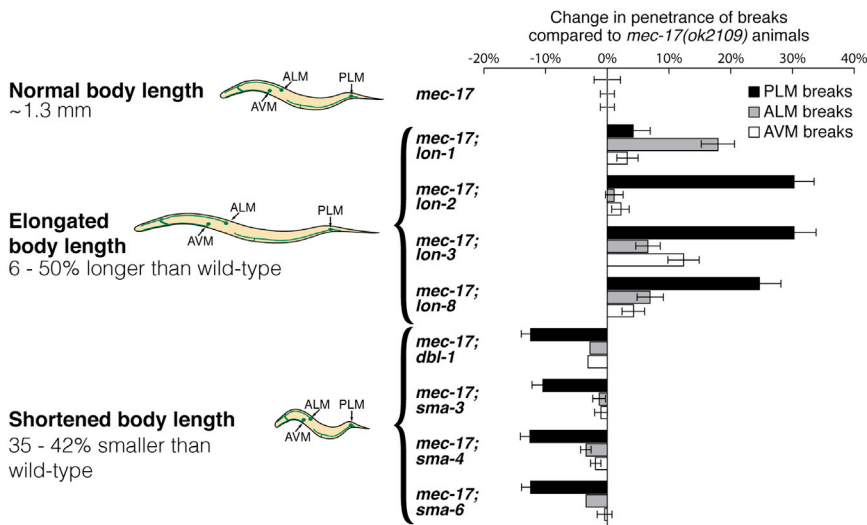 Change in penetrance of breaks
compared to mec-17(ok2109) animals
-20% -10% 0% 10% 20% 30% 40%
PLM breaks
ALM breaks
AVM breaks
Normal body length
~1.3 mm
ALM
PLM
AVM
mec-17
mec-17;
lon-1
mec-17;
lon-2
Elongated
body length
6 - 50% longer than wild-type
ALM
PLM
AVM
mec-17;
lon-3
mec-17;
lon-8
mec-17;
dbl-1
mec-17;
sma-3
Shortened body length
35 - 42% smaller than
wild-type
ALM
PLM
AVM
mec-17;
sma-4
mec-17;
sma-6